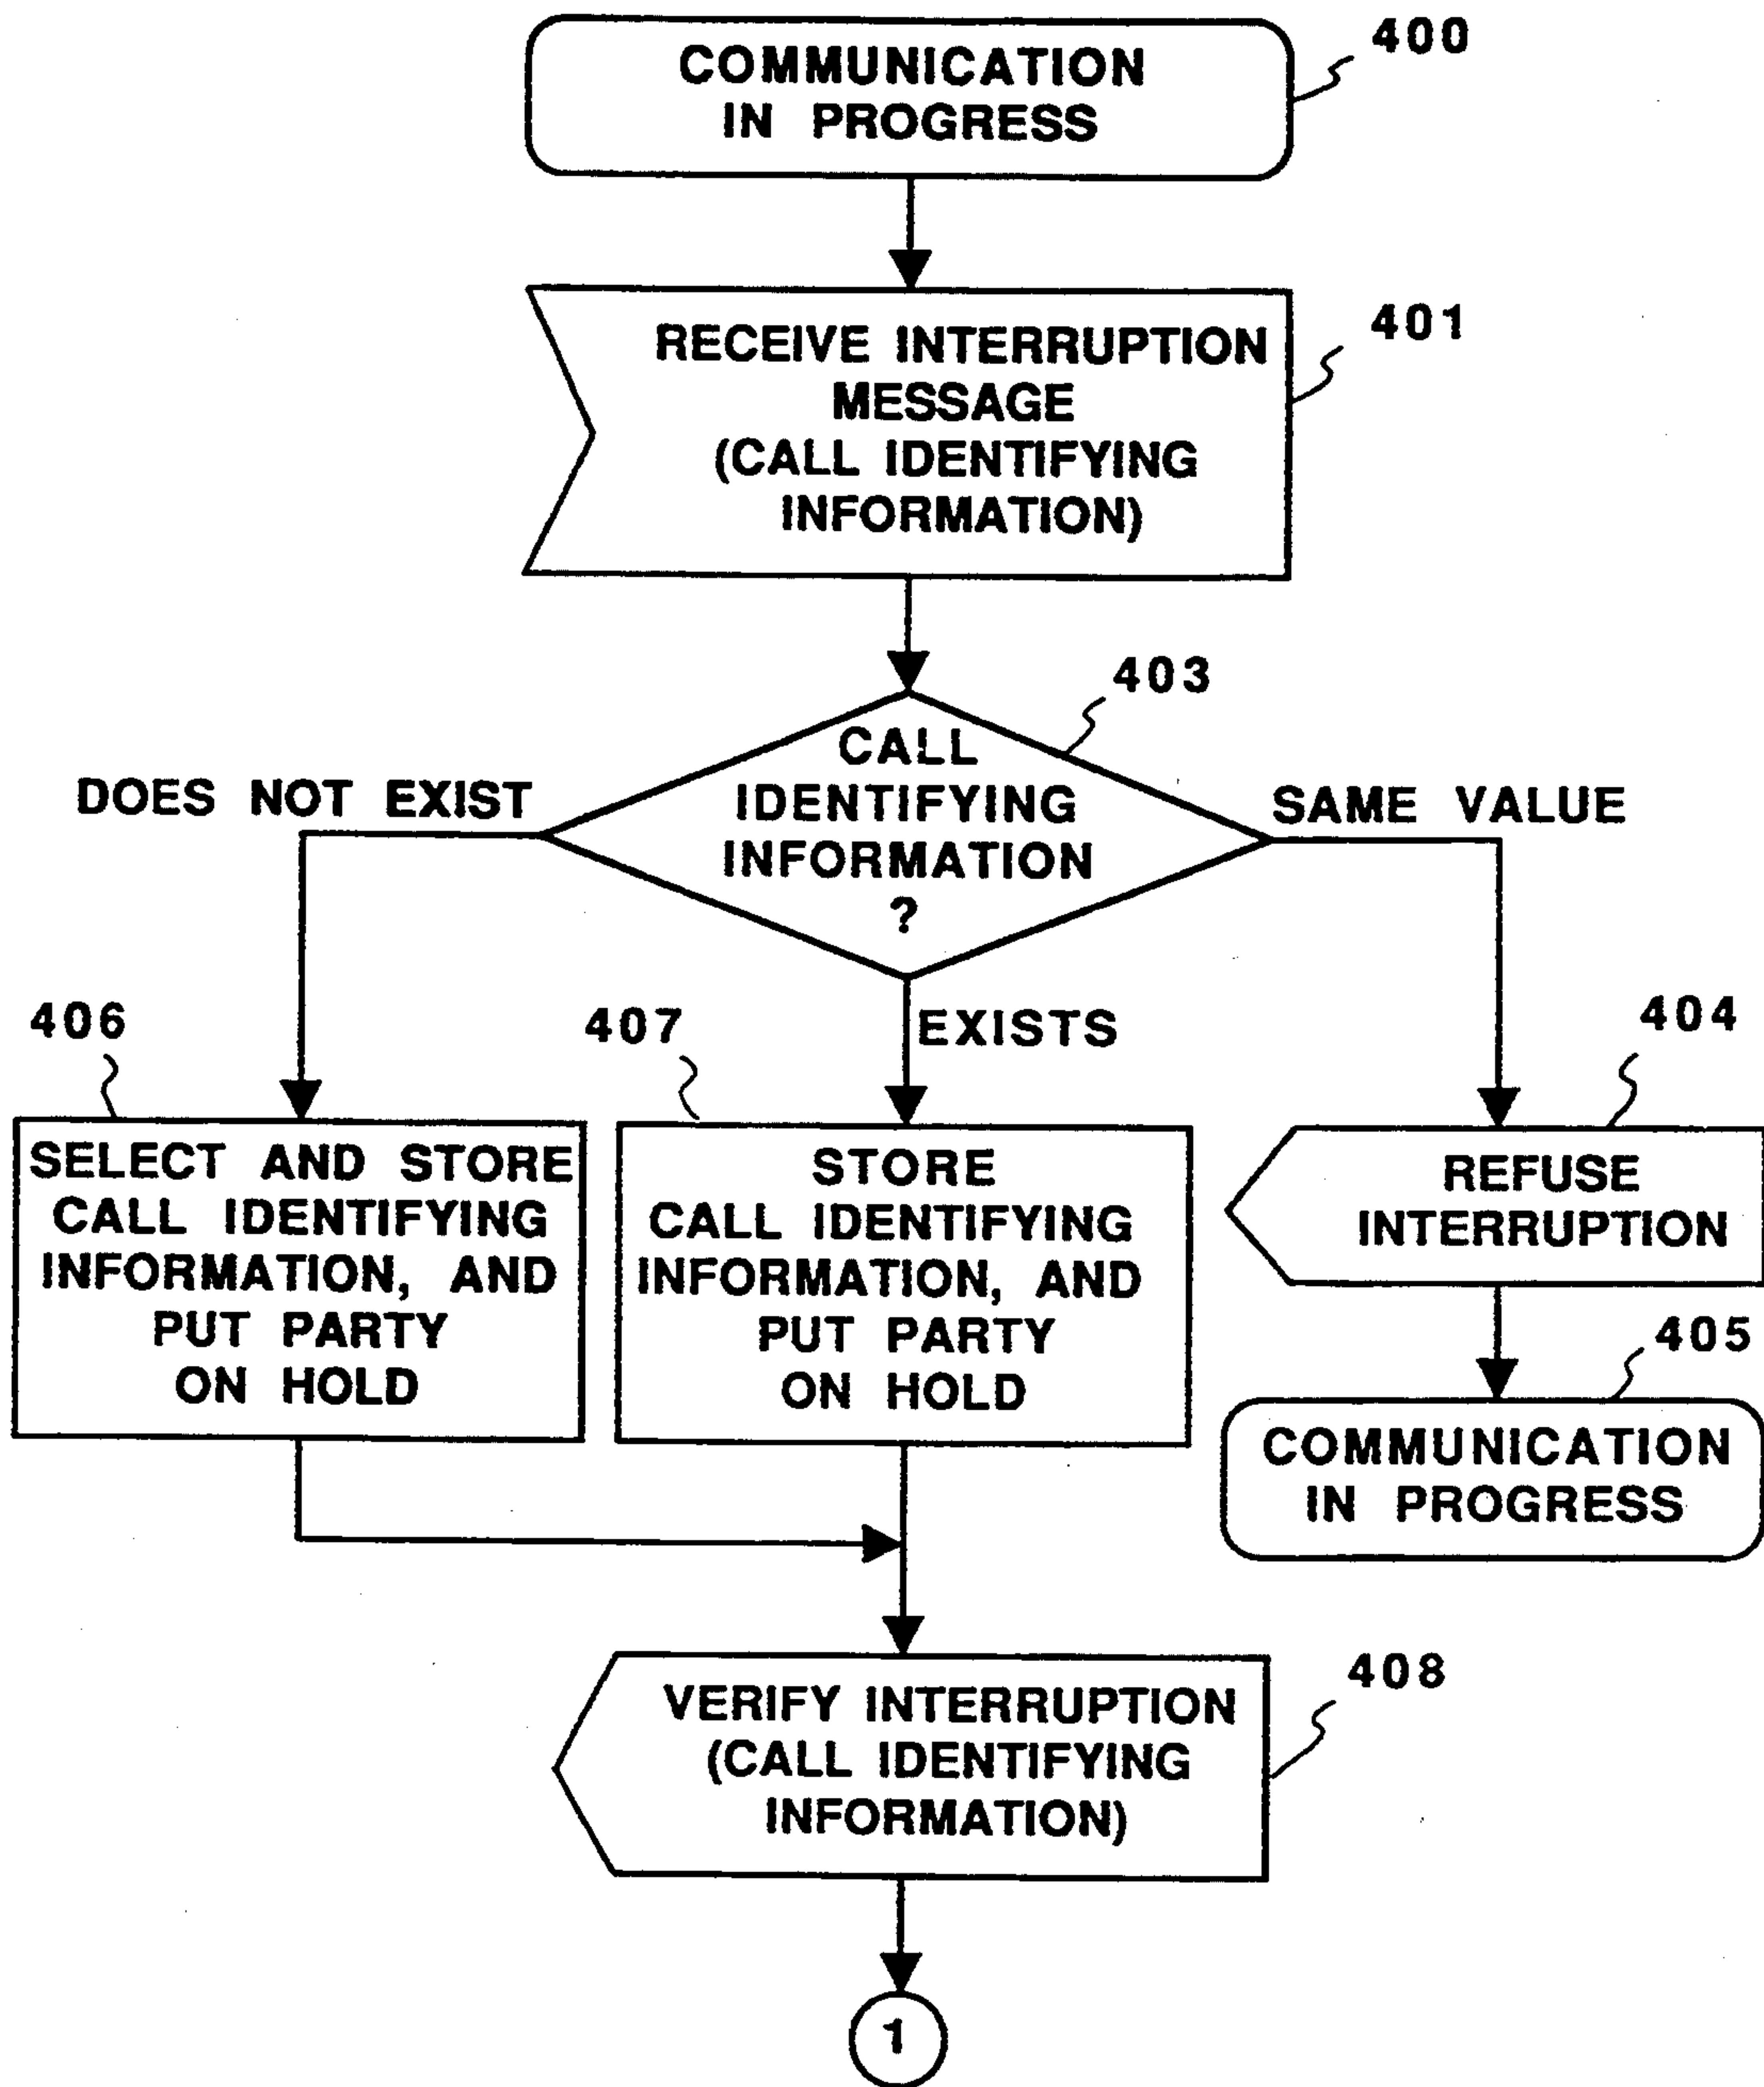 COMMUNICATION
IN PROGRESS
400
RECEIVE INTERRUPTION
MESSAGE
(CALL IDENTIFYING
INFORMATION)
401
403
CALL
IDENTIFYING
INFORMATION
?
DOES NOT EXIST
SAME VALUE
EXISTS
406
SELECT AND STORE
CALL IDENTIFYING
INFORMATION, AND
PUT PARTY
ON HOLD
407
STORE
CALL IDENTIFYING
INFORMATION, AND
PUT PARTY
ON HOLD
404
REFUSE
INTERRUPTION
405
COMMUNICATION
IN PROGRESS
408
VERIFY INTERRUPTION
(CALL IDENTIFYING
INFORMATION)
1